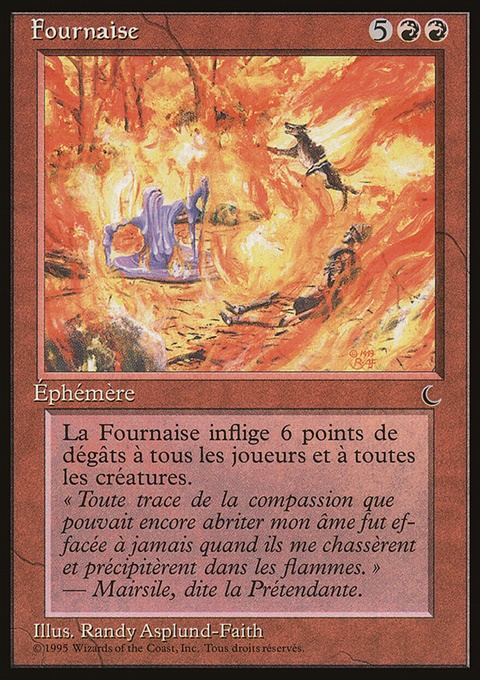 Fournaise 5
© 1994
RAF
Éphémère
La Fournaise inflige 6 points de
dégâts à tous les joueurs et à toutes
les créatures.
« Toute trace de la compassion que
pouvait encore abriter mon âme fut ef-
facée à jamais quand ils me chassèrent
et précipitèrent dans les flammes. »
— Mairsile, dite la Prétendante.
Illus. Randy Asplund-Faith
© 1995 Wizards of the Coast, Inc. Tous droits réservés.